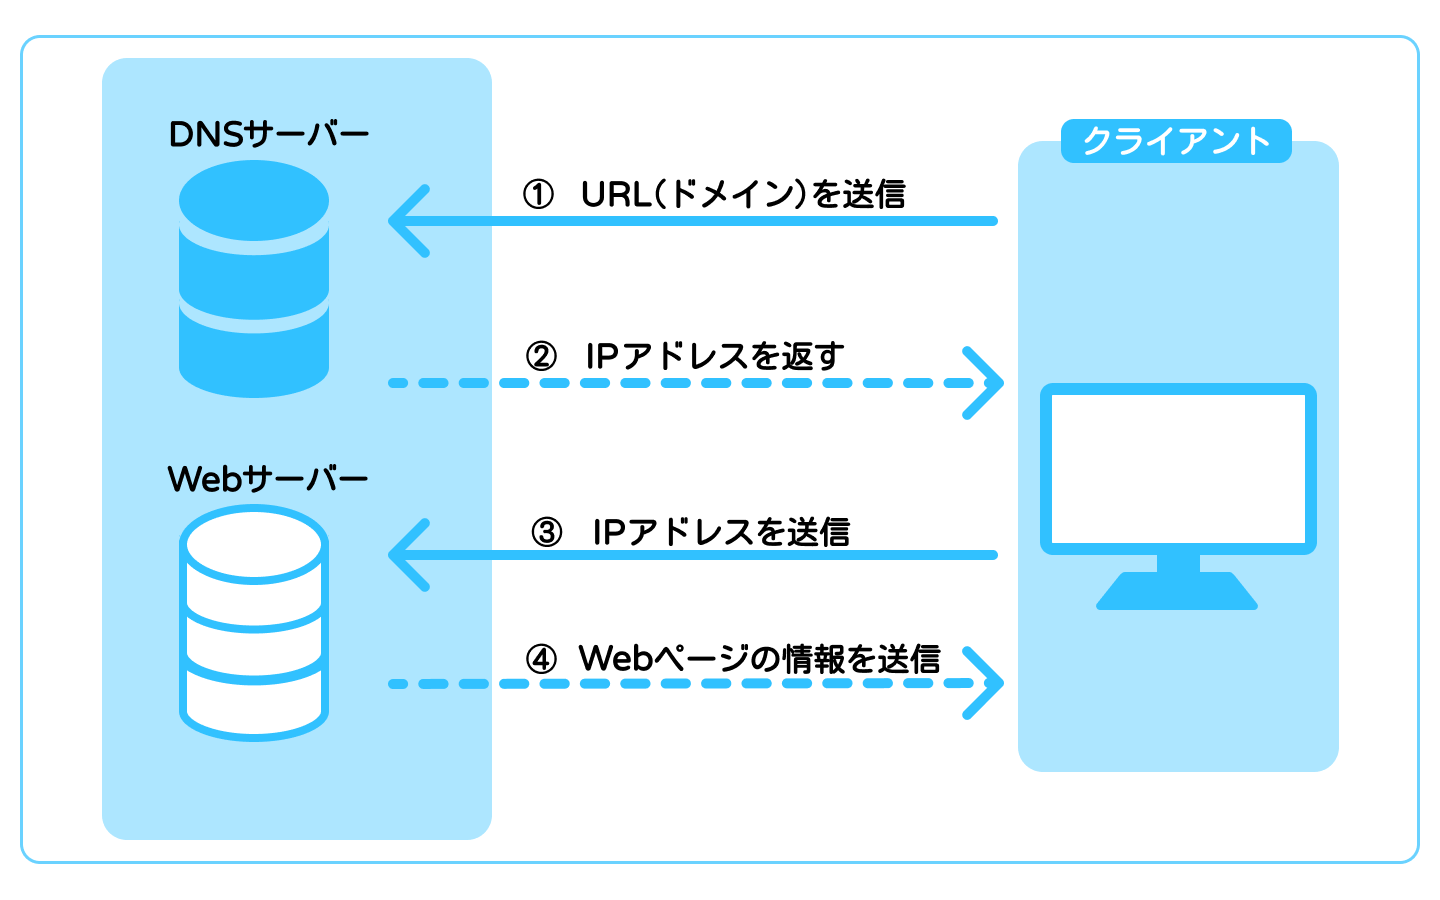 DNSサーバー
クライアント
① URL(ドメイン)を送信
② IPアドレスを返す
Webサーバー
③ IPアドレスを送信
④ Webページの情報を送信